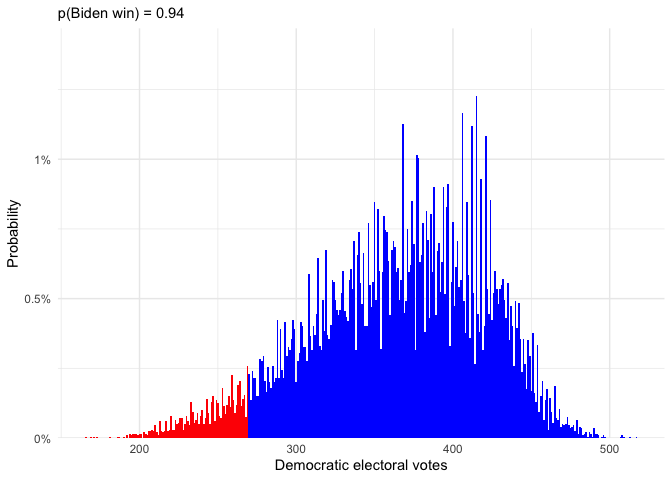 p(Biden win) = 0.94
Probability
1%
0.5%
0%
200 300 400 500
Democratic electoral votes